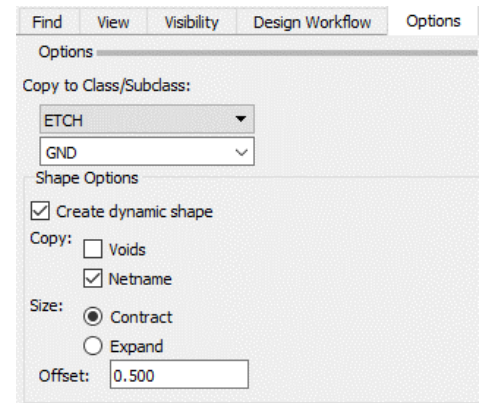 Find View Visibility Design Workflow Options
Options
Copy to Class/Subclass:
ETCH
GND
Shape Options
Create dynamic shape
Copy:
Voids
Netname
Size:
Contract
Expand
Offset: 0.500